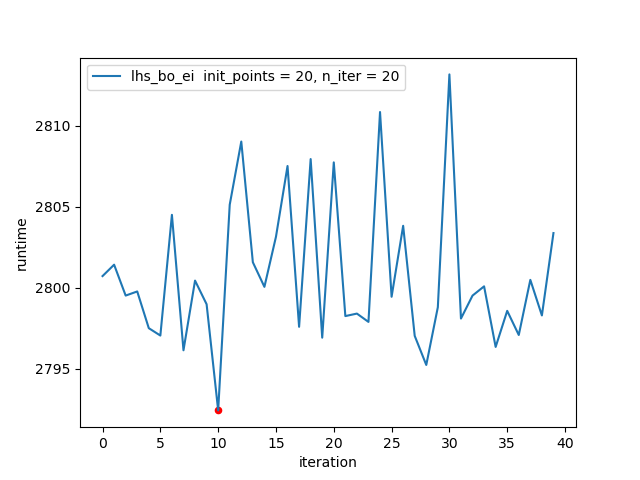 lhs_bo_ei  init_points = 20, n_iter = 20
2810
2805
2800
2795
runtime
0 5 10 15 20 25 30 35 40
iteration